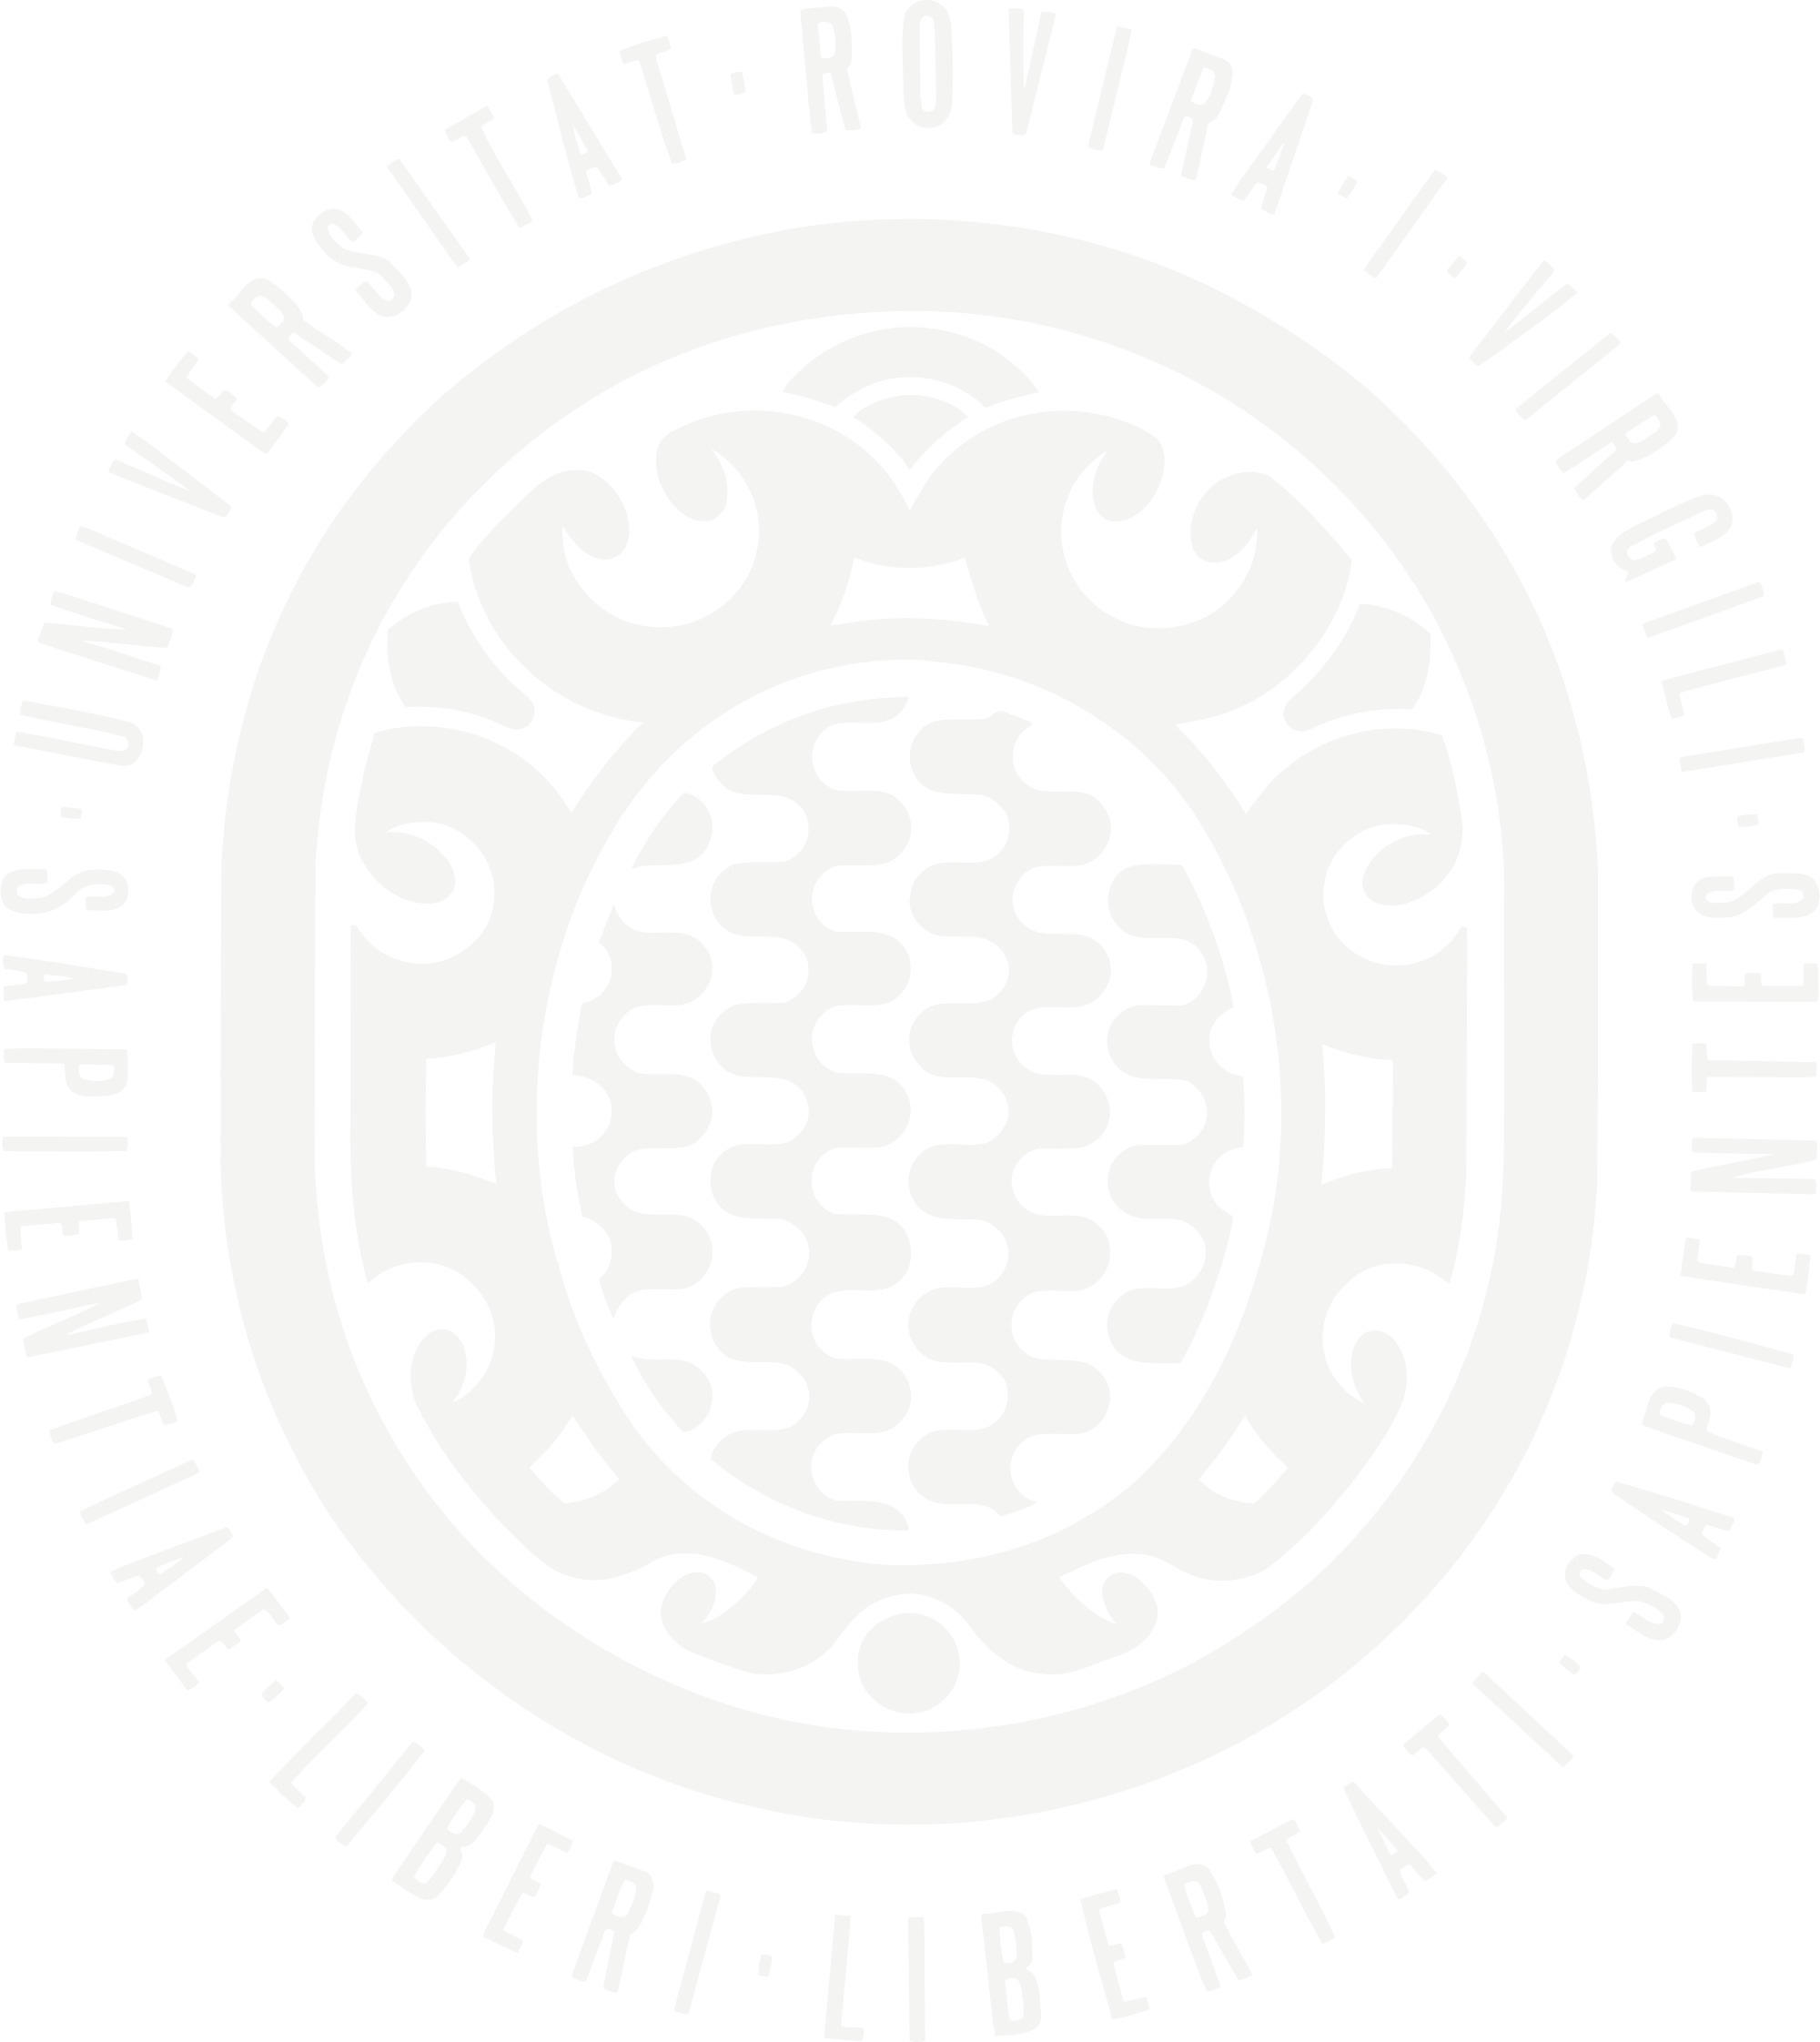 UNIVERSITAT · ROVIRA · I · VIRGILI ·
SAPIENTIAE · LIBERI · LIBERTATI · SAPIENTES ·